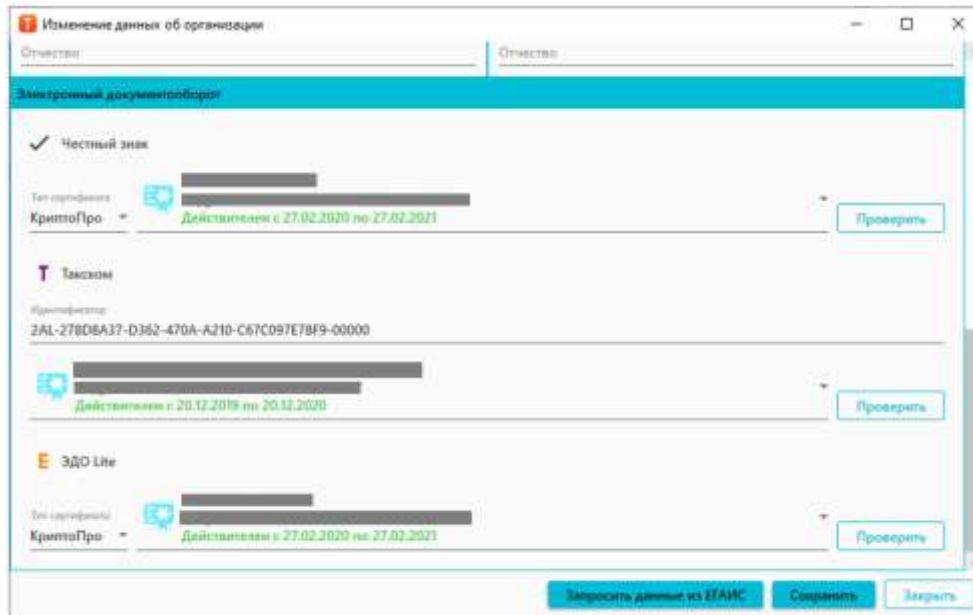 Изменение данных об организации
Отчество
Отчество
Электронный документооборот
Честный знак
Тип сертификата
КриптоПро
Действителен с 27.02.2020 по 27.02.2021
Проверить
Такском
Идентификатор
2AL-278D8A37-D362-470A-A210-C67C097E78F9-00000
Действителен с 20.12.2019 по 20.12.2020
Проверить
ЭДО Lite
Тип сертификата
КриптоПро
Действителен с 27.02.2020 по 27.02.2021
Проверить
Запросить данные из ЕГАИС
Сохранить
Закрыть